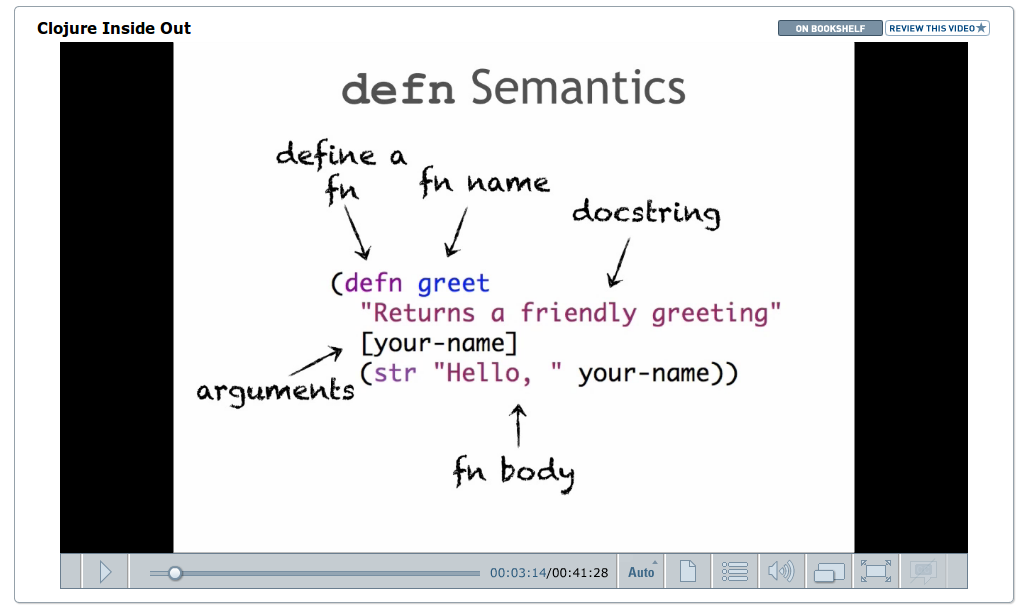 Clojure Inside Out
ON BOOKSHELF
REVIEW THIS VIDEO
defn Semantics
define a
fn
fn name
docstring
(defn greet
"Returns a friendly greeting"
[your-name]
(str "Hello, " your-name))
arguments
fn body
00:03:14/00:41:28
Auto